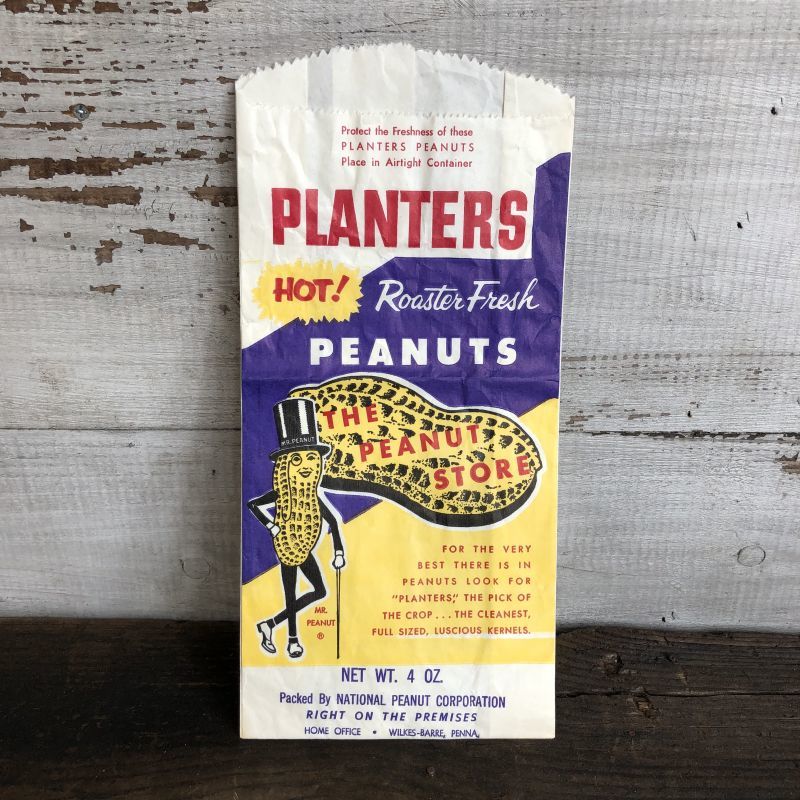 Protect the Freshness of these
PLANTERS PEANUTS
Place in Airtight Container
PLANTERS
HOT! Roaster Fresh
PEANUTS
THE
PEANUT
STORE
MR. PEANUT
FOR THE VERY
BEST THERE IS IN
PEANUTS LOOK FOR
"PLANTERS," THE PICK OF
THE CROP... THE CLEANEST,
FULL SIZED, LUSCIOUS KERNELS.
MR.
PEANUT
®
NET WT. 4 OZ.
Packed By NATIONAL PEANUT CORPORATION
RIGHT ON THE PREMISES
HOME OFFICE • WILKES-BARRE, PENNA.